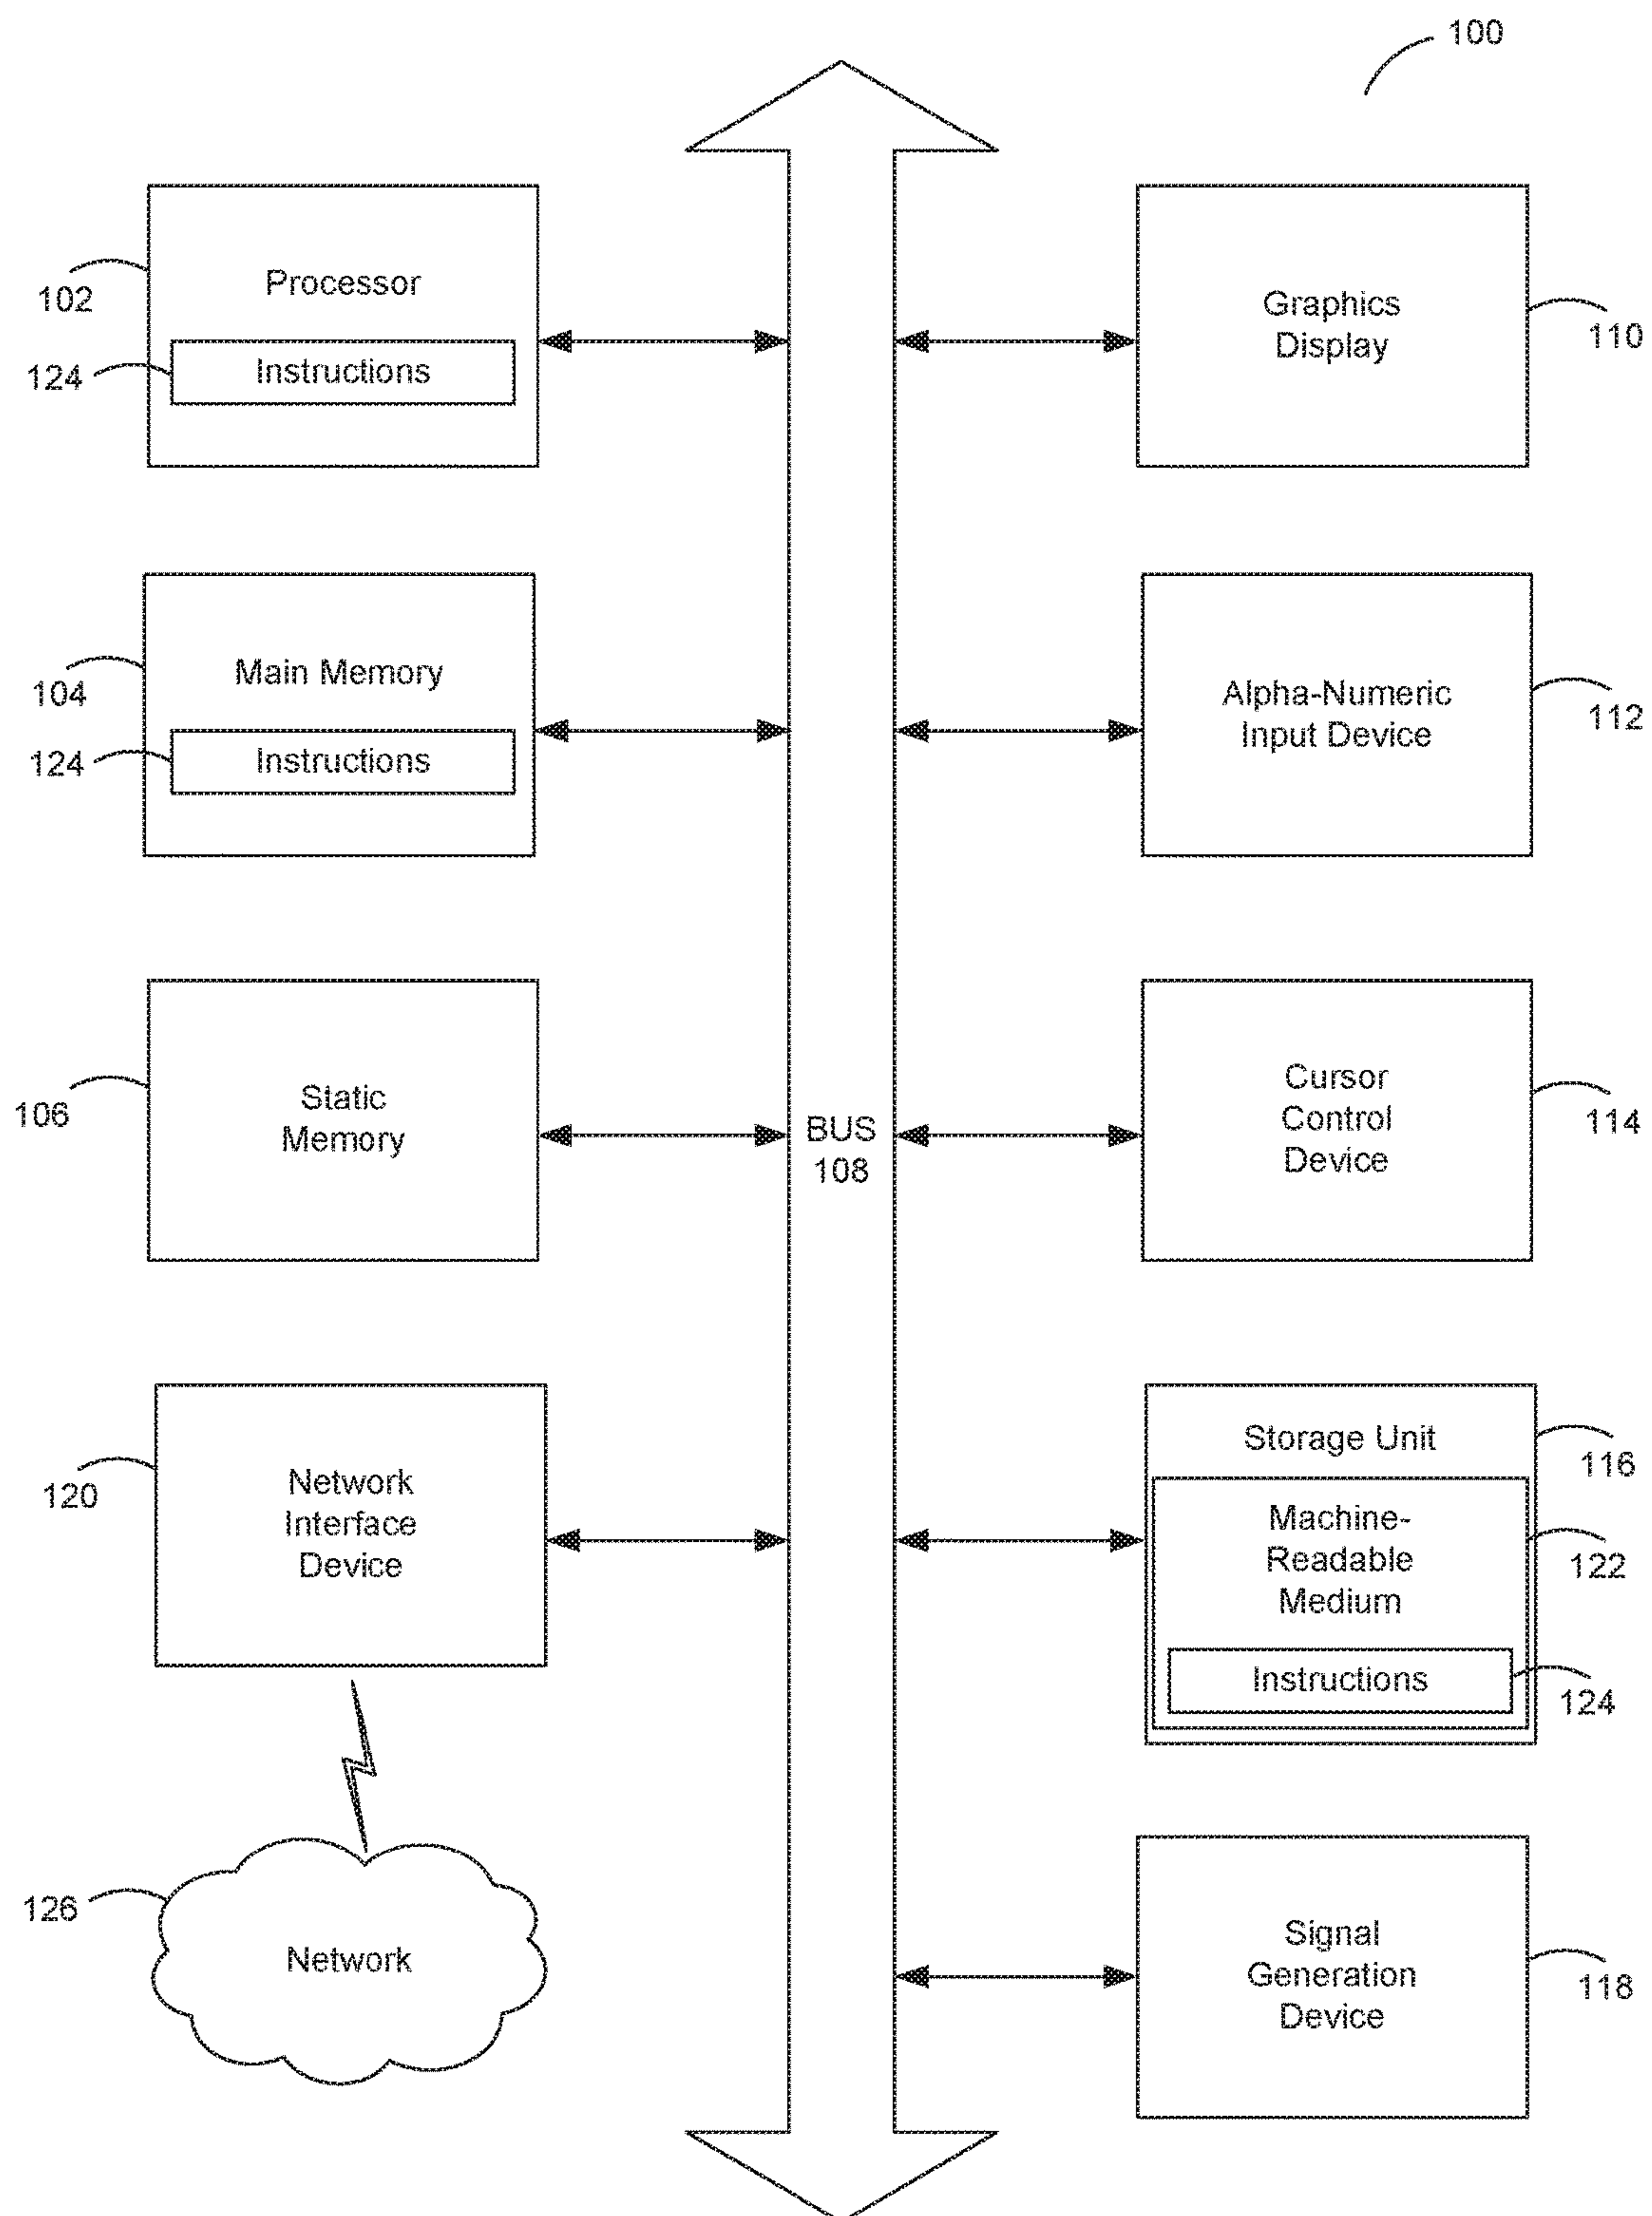 100
Processor
102
Instructions
124
Graphics
Display
110
Main Memory
104
Instructions
124
Alpha-Numeric
Input Device
112
Static
Memory
106
BUS
108
Cursor
Control
Device
114
Network
Interface
Device
120
Storage Unit
116
Machine-
Readable
Medium
122
Instructions
124
Network
126
Signal
Generation
Device
118